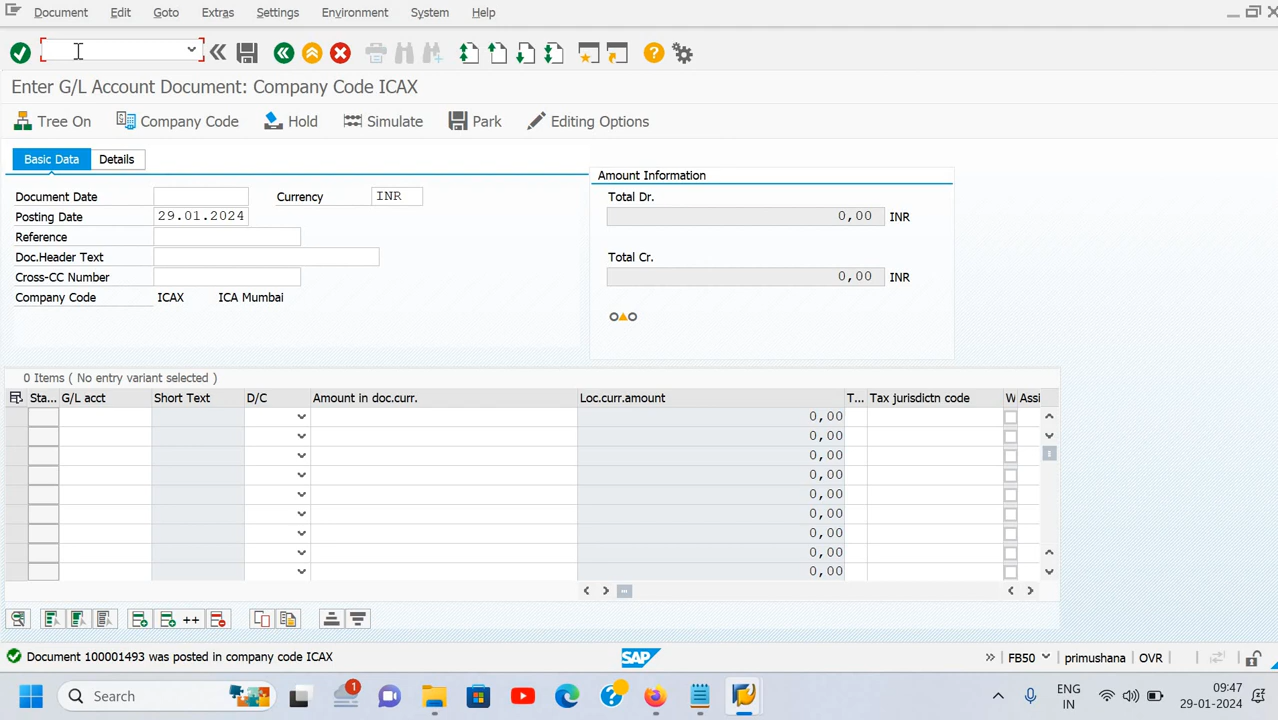 Document Edit Goto Extras Settings Environment System Help
Enter G/L Account Document: Company Code ICAX
Tree On Company Code Hold Simulate Park Editing Options
Basic Data Details
Amount Information
Document Date Currency INR
Total Dr.
Posting Date 29.01.2024
0,00 INR
Reference
Doc.Header Text
Total Cr.
Cross-CC Number
0,00 INR
Company Code ICAX ICA Mumbai
0 Items ( No entry variant selected )
Sta... G/L acct Short Text D/C Amount in doc.curr. Loc.curr.amount T... Tax jurisdictn code W Assi
0,00
0,00
0,00
0,00
0,00
0,00
0,00
0,00
0,00
Document 100001493 was posted in company code ICAX SAP FB50 primushana OVR
Search
1
ENG
IN
09:47
29-01-2024